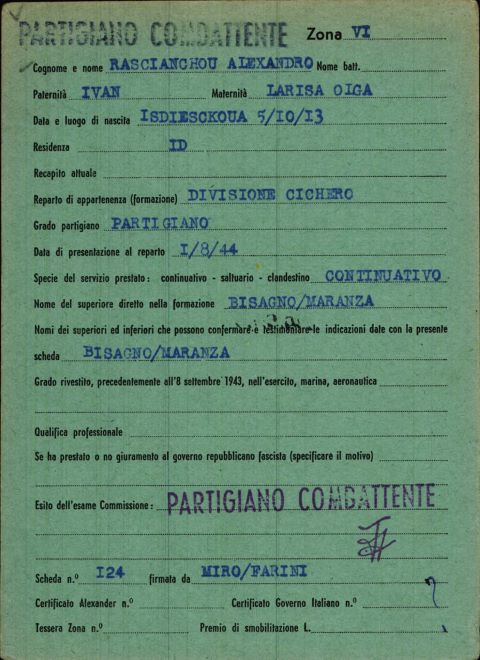 PARTIGIANO COMBATTENTE Zona VI
Cognome e nome RASCIANCHOU ALEXANDRO Nome batt.
Paternità IVAN Maternità LARISA OLGA
Data e luogo di nascita ISDIESCKOUA 5/10/13
Residenza ID
Recapito attuale
Reparto di appartenenza (formazione) DIVISIONE CICHERO
Grado partigiano PARTIGIANO
Data di presentazione al reparto I/8/44
Specie del servizio prestato: continuativo - saltuario - clandestino CONTINUATIVO
Nome del superiore diretto nella formazione BISAGNO/MARANZA
Nomi dei superiori ed inferiori che possono confermare e testimoniare le indicazioni date con la presente
scheda BISAGNO/MARANZA
Grado rivestito, precedentemente all'8 settembre 1943, nell'esercito, marina, aeronautica
Qualifica professionale
Se ha prestato o no giuramento al governo repubblicano fascista (specificare il motivo)
Esito dell'esame Commissione: PARTIGIANO COMBATTENTE
Scheda n.º I24 firmata da MIRO/FARINI
Certificato Alexander n.º Certificato Governo Italiano n.º
Tessera Zona n.º Premio di smobilitazione L.